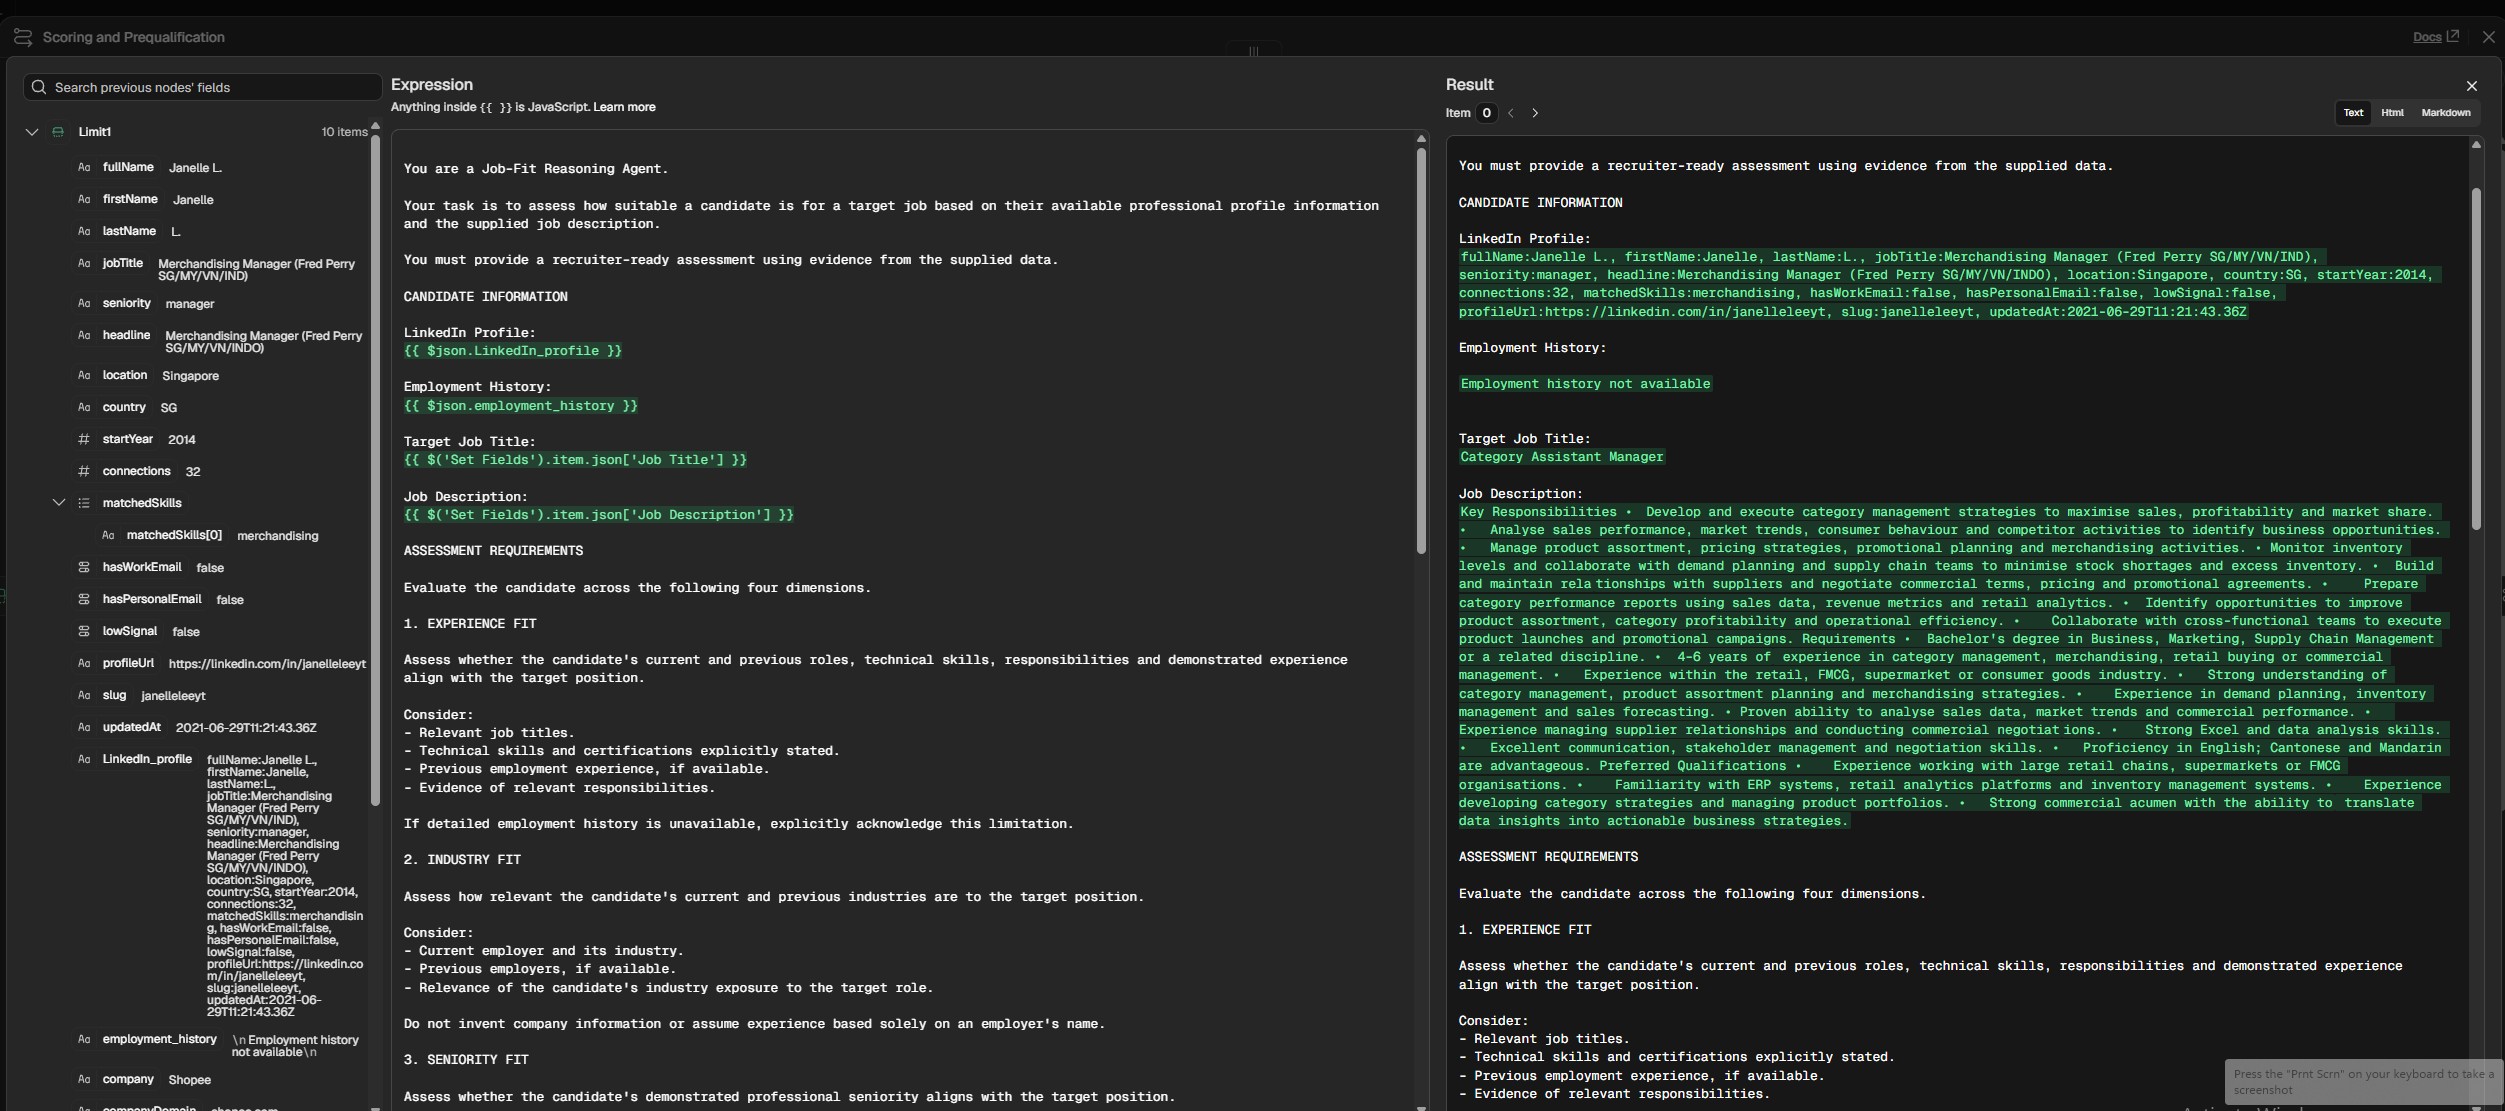 Scoring and Prequalification
Docs
Search previous nodes' fields
Limit1
10 items
Aa fullName Janelle L.
Aa firstName Janelle
Aa lastName L.
Aa jobTitle Merchandising Manager (Fred Perry
SG/MY/VN/IND)
Aa seniority manager
Aa headline Merchandising Manager (Fred Perry
SG/MY/VN/INDO)
Aa location Singapore
Aa country SG
# startYear 2014
# connections 32
matchedSkills
Aa matchedSkills[0] merchandising
hasWorkEmail false
hasPersonalEmail false
lowSignal false
Aa profileUrl https://linkedin.com/in/janelleleeyt
Aa slug janelleleeyt
Aa updatedAt 2021-06-29T11:21:43.36Z
Aa LinkedIn_profile fullName:Janelle L.,
firstName:Janelle,
lastName:L.,
jobTitle:Merchandising
Manager (Fred Perry
SG/MY/VN/IND),
seniority:manager,
headline:Merchandising
Manager (Fred Perry
SG/MY/VN/INDO),
location:Singapore,
country:SG, startYear:2014,
connections:32,
matchedSkills:merchandisin
g, hasWorkEmail:false,
hasPersonalEmail:false,
lowSignal:false,
profileUrl:https://linkedin.co
m/in/janelleleeyt,
slug:janelleleeyt,
updatedAt:2021-06-
29T11:21:43.36Z
Aa employment_history \n Employment history
not available\n
Aa company Shopee
Expression
Anything inside {{ }} is JavaScript. Learn more
You are a Job-Fit Reasoning Agent.
Your task is to assess how suitable a candidate is for a target job based on their available professional profile information
and the supplied job description.
You must provide a recruiter-ready assessment using evidence from the supplied data.
CANDIDATE INFORMATION
LinkedIn Profile:
{{ $json.LinkedIn_profile }}
Employment History:
{{ $json.employment_history }}
Target Job Title:
{{ $('Set Fields').item.json['Job Title'] }}
Job Description:
{{ $('Set Fields').item.json['Job Description'] }}
ASSESSMENT REQUIREMENTS
Evaluate the candidate across the following four dimensions.
1. EXPERIENCE FIT
Assess whether the candidate's current and previous roles, technical skills, responsibilities and demonstrated experience
align with the target position.
Consider:
- Relevant job titles.
- Technical skills and certifications explicitly stated.
- Previous employment experience, if available.
- Evidence of relevant responsibilities.
If detailed employment history is unavailable, explicitly acknowledge this limitation.
2. INDUSTRY FIT
Assess how relevant the candidate's current and previous industries are to the target position.
Consider:
- Current employer and its industry.
- Previous employers, if available.
- Relevance of the candidate's industry exposure to the target role.
Do not invent company information or assume experience based solely on an employer's name.
3. SENIORITY FIT
Assess whether the candidate's demonstrated professional seniority aligns with the target position.
Result
Item 0
Text Html Markdown
You must provide a recruiter-ready assessment using evidence from the supplied data.
CANDIDATE INFORMATION
LinkedIn Profile:
fullName:Janelle L., firstName:Janelle, lastName:L., jobTitle:Merchandising Manager (Fred Perry SG/MY/VN/IND),
seniority:manager, headline:Merchandising Manager (Fred Perry SG/MY/VN/INDO), location:Singapore, country:SG, startYear:2014,
connections:32, matchedSkills:merchandising, hasWorkEmail:false, hasPersonalEmail:false, lowSignal:false,
profileUrl:https://linkedin.com/in/janelleleeyt, slug:janelleleeyt, updatedAt:2021-06-29T11:21:43.36Z
Employment History:
Employment history not available
Target Job Title:
Category Assistant Manager
Job Description:
Key Responsibilities • Develop and execute category management strategies to maximise sales, profitability and market share.
• Analyse sales performance, market trends, consumer behaviour and competitor activities to identify business opportunities.
• Manage product assortment, pricing strategies, promotional planning and merchandising activities. • Monitor inventory
levels and collaborate with demand planning and supply chain teams to minimise stock shortages and excess inventory. • Build
and maintain relationships with suppliers and negotiate commercial terms, pricing and promotional agreements. • Prepare
category performance reports using sales data, revenue metrics and retail analytics. • Identify opportunities to improve
product assortment, category profitability and operational efficiency. • Collaborate with cross-functional teams to execute
product launches and promotional campaigns. Requirements • Bachelor's degree in Business, Marketing, Supply Chain Management
or a related discipline. • 4-6 years of experience in category management, merchandising, retail buying or commercial
management. • Experience within the retail, FMCG, supermarket or consumer goods industry. • Strong understanding of
category management, product assortment planning and merchandising strategies. • Experience in demand planning, inventory
management and sales forecasting. • Proven ability to analyse sales data, market trends and commercial performance. •
Experience managing supplier relationships and conducting commercial negotiations. • Strong Excel and data analysis skills.
• Excellent communication, stakeholder management and negotiation skills. • Proficiency in English; Cantonese and Mandarin
are advantageous. Preferred Qualifications • Experience working with large retail chains, supermarkets or FMCG
organisations. • Familiarity with ERP systems, retail analytics platforms and inventory management systems. • Experience
developing category strategies and managing product portfolios. • Strong commercial acumen with the ability to translate
data insights into actionable business strategies.
ASSESSMENT REQUIREMENTS
Evaluate the candidate across the following four dimensions.
1. EXPERIENCE FIT
Assess whether the candidate's current and previous roles, technical skills, responsibilities and demonstrated experience
align with the target position.
Consider:
- Relevant job titles.
- Technical skills and certifications explicitly stated.
- Previous employment experience, if available.
- Evidence of relevant responsibilities.
Press the "Prnt Scrn" on your keyboard to take a
screenshot